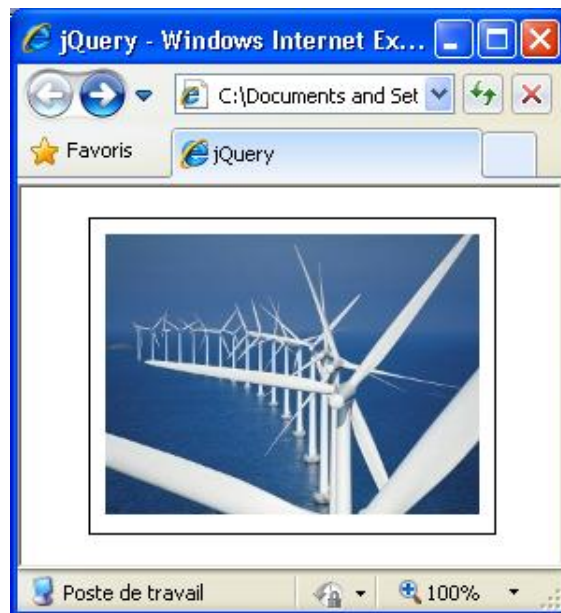 jQuery - Windows Internet Ex...
C:\Documents and Set
Favoris
jQuery
Poste de travail
100%